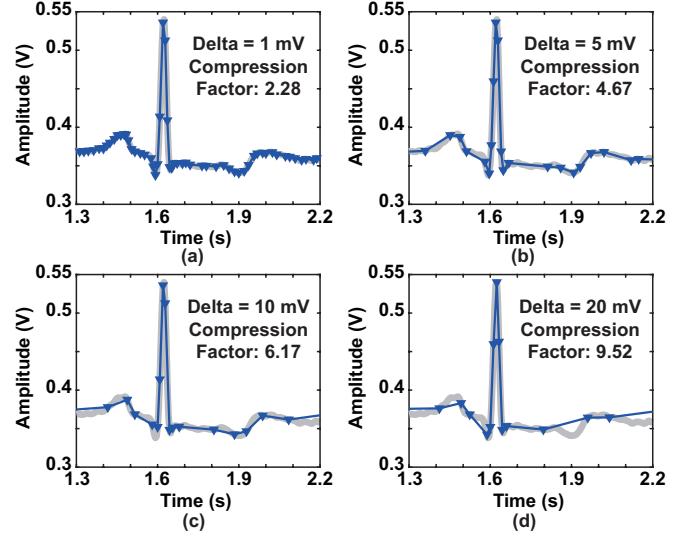 0.55
0.5
0.4
0.3
Amplitude (V)
Delta = 1 mV
Compression
Factor: 2.28
1.3 1.6 1.9 2.2
Time (s)
(a)
0.55
0.5
0.4
0.3
Amplitude (V)
Delta = 5 mV
Compression
Factor: 4.67
1.3 1.6 1.9 2.2
Time (s)
(b)
0.55
0.5
0.4
0.3
Amplitude (V)
Delta = 10 mV
Compression
Factor: 6.17
1.3 1.6 1.9 2.2
Time (s)
(c)
0.55
0.5
0.4
0.3
Amplitude (V)
Delta = 20 mV
Compression
Factor: 9.52
1.3 1.6 1.9 2.2
Time (s)
(d)